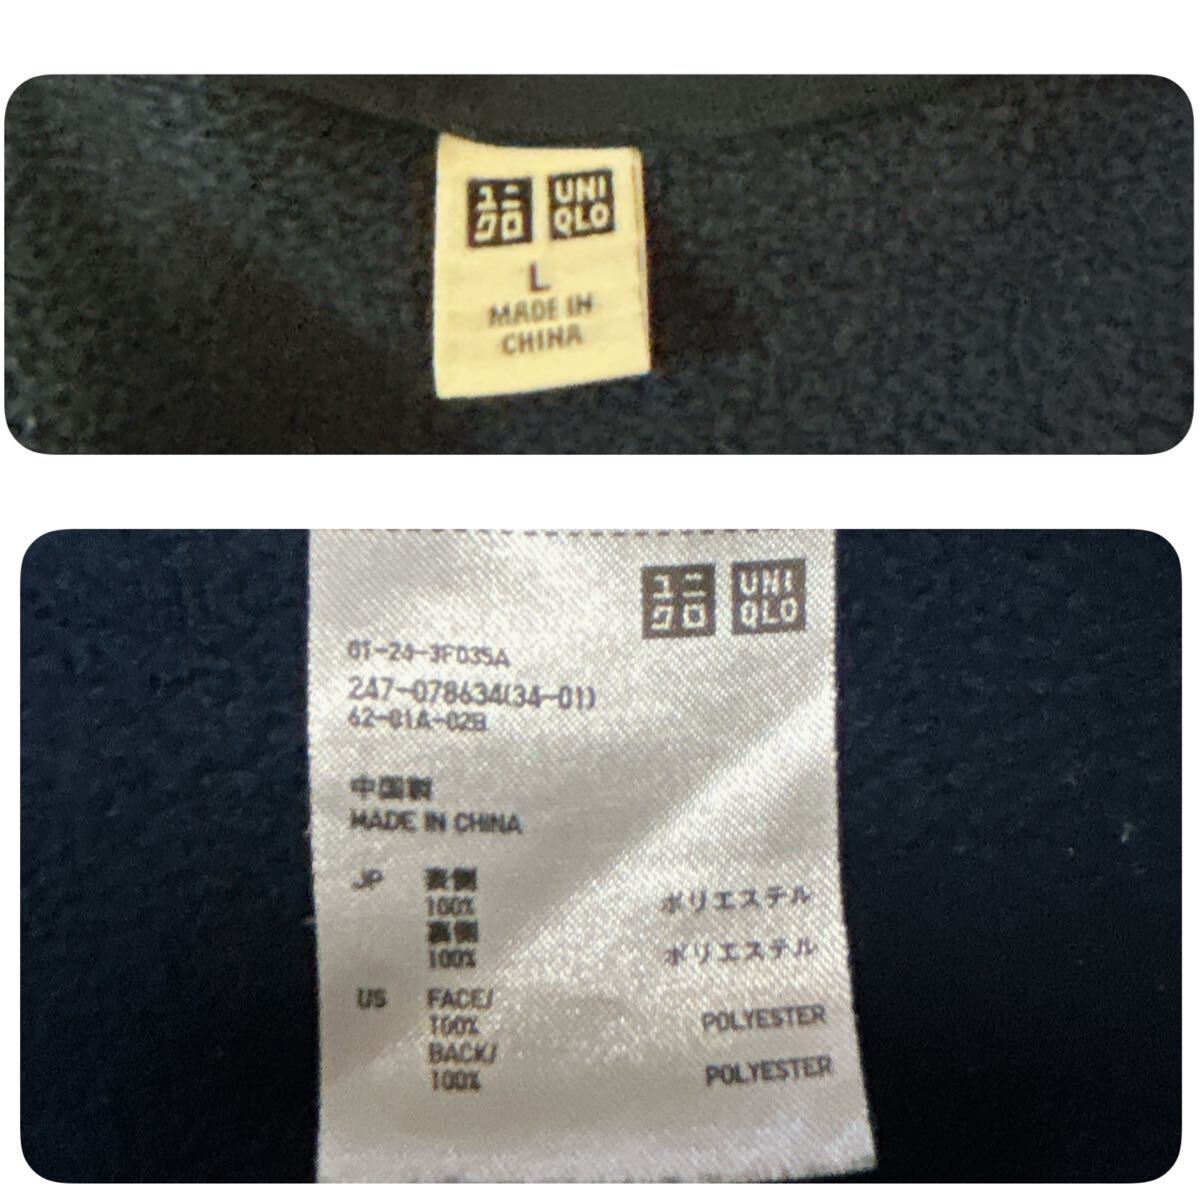 ユニ UNI
クロ QLO
L
MADE IN
CHINA
ユニ UNI
クロ QLO
01-24-3F035A
247-078634(34-01)
62-01A-02B
中国製
MADE IN CHINA
JP 表側
100% ポリエステル
裏側
100% ポリエステル
US FACE/
100% POLYESTER
BACK/
100% POLYESTER